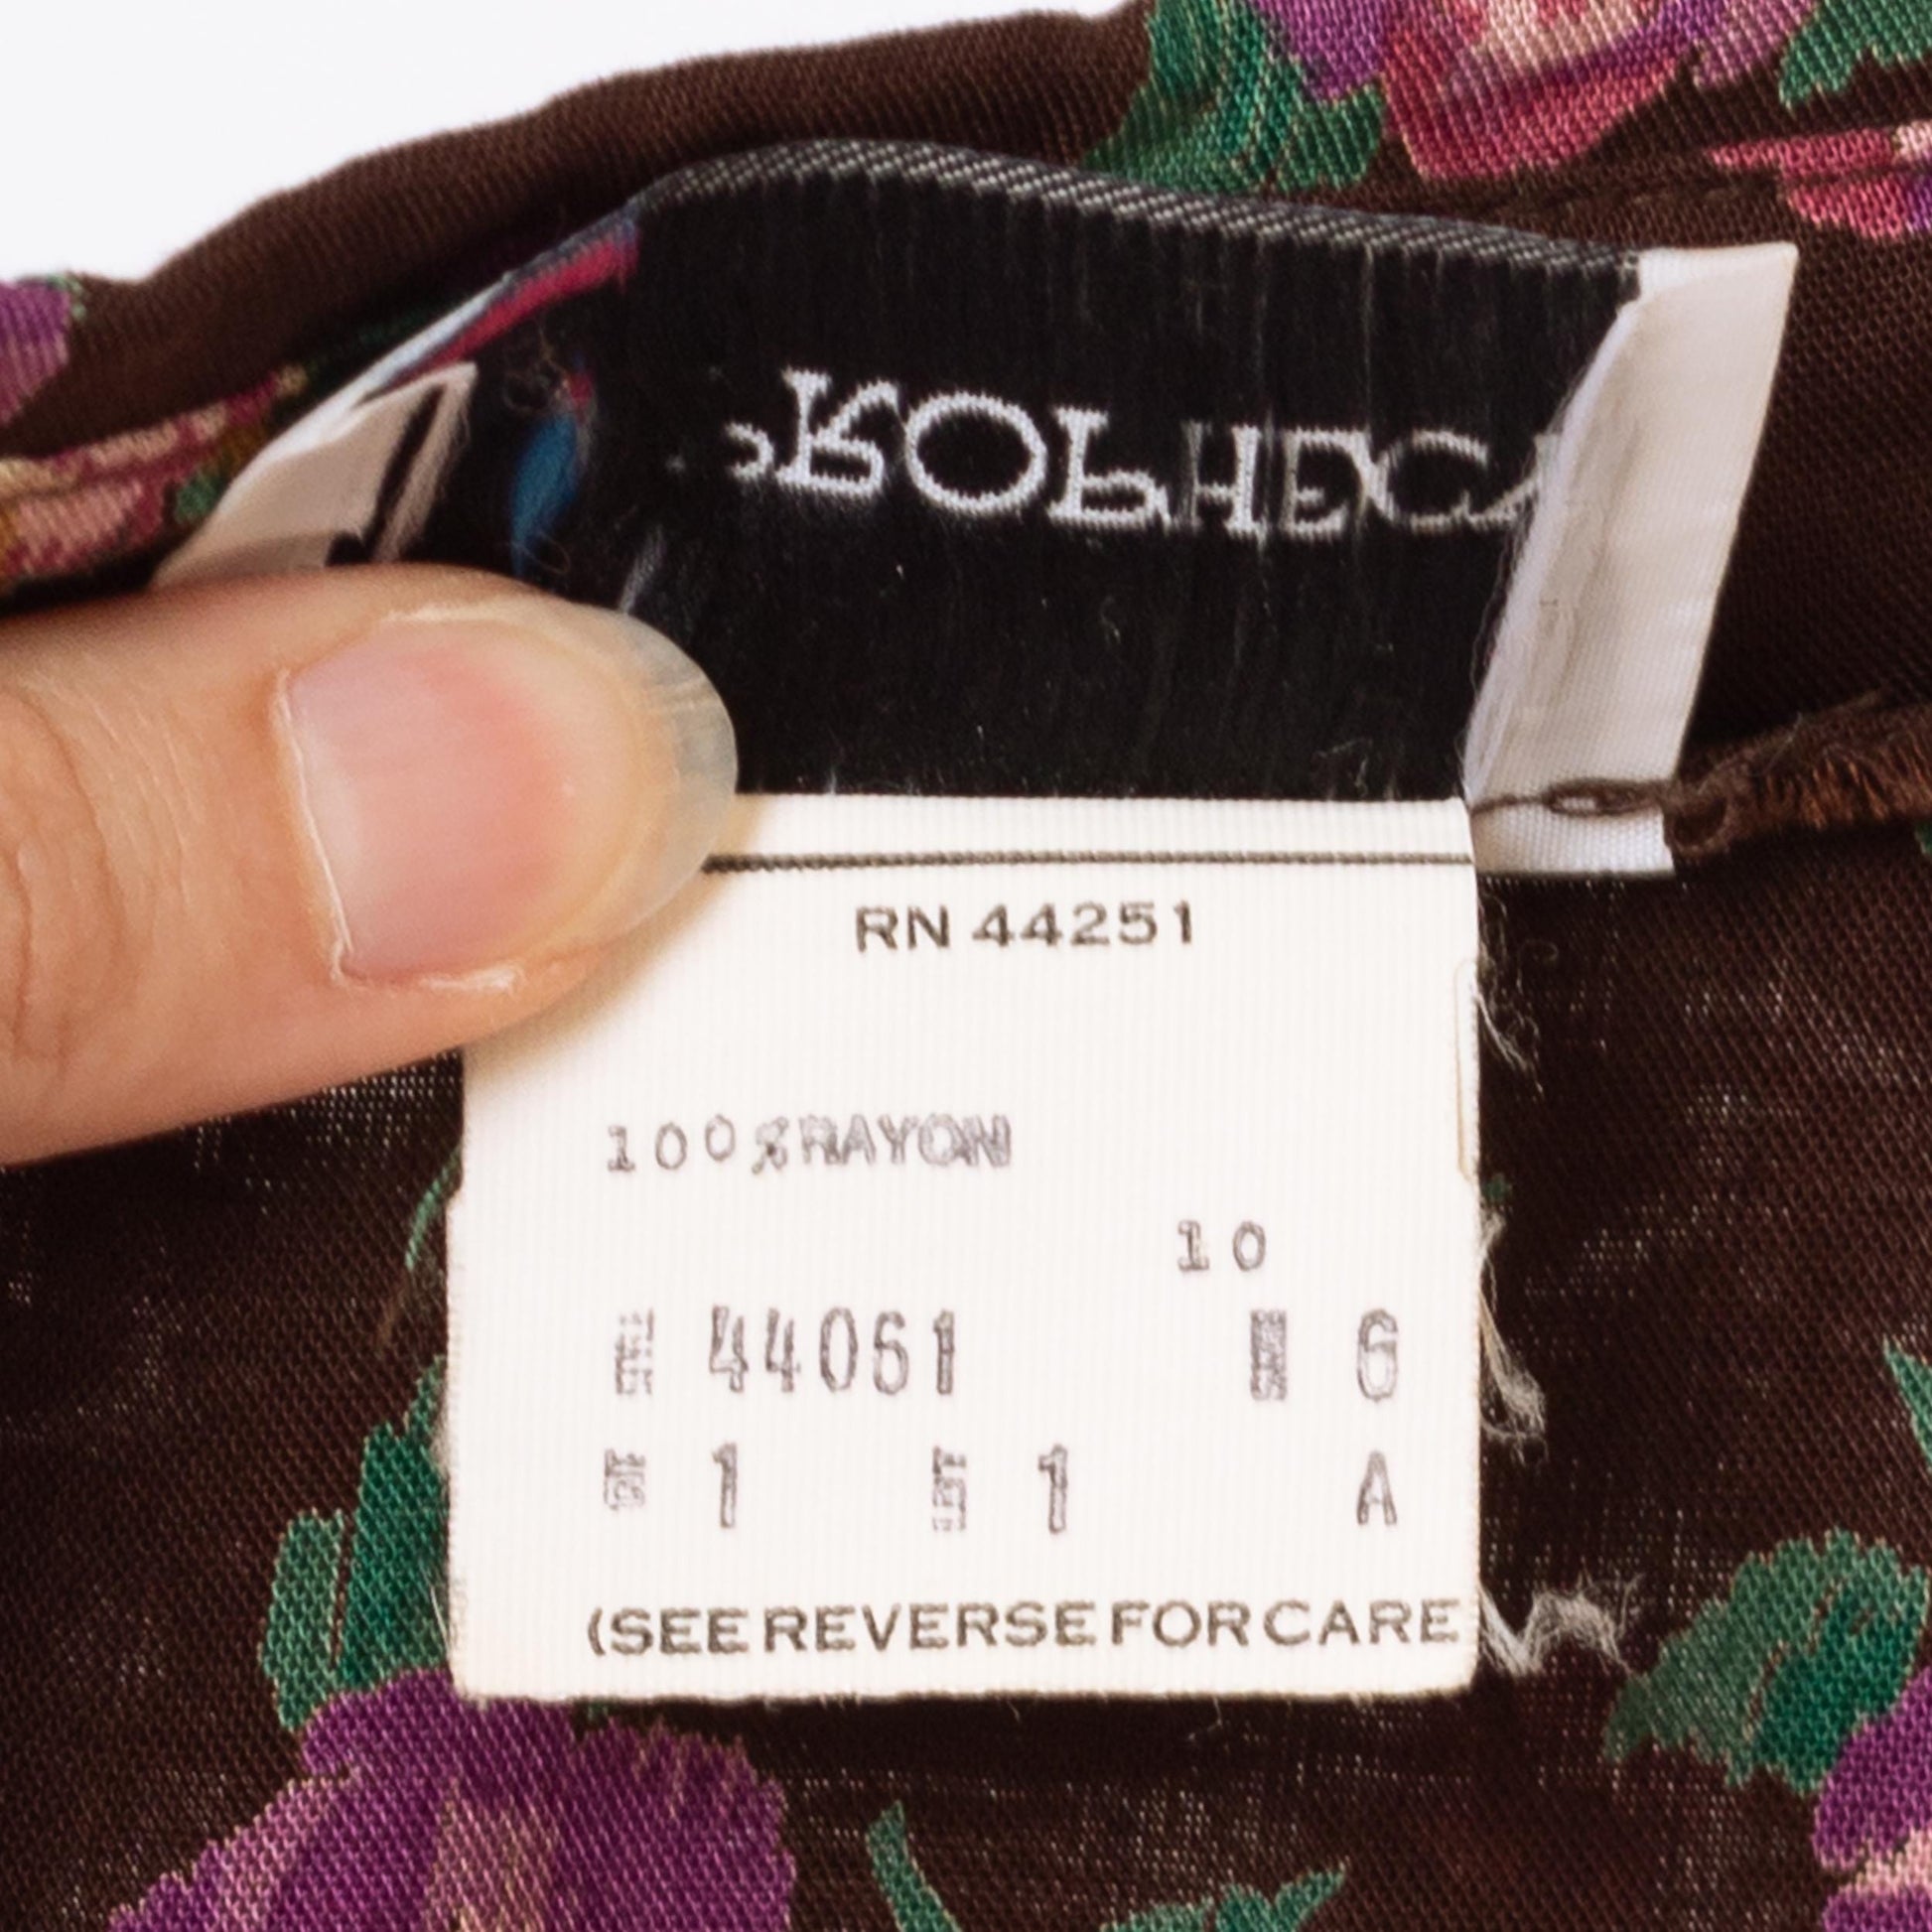 RN 44251
100%RAYON
10
44061 6
1 1 A
(SEE REVERSE FOR CARE